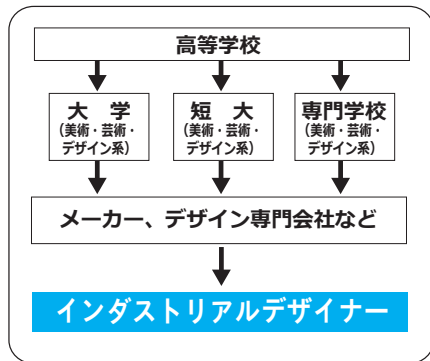 高等学校
大　学
(美術・芸術・
デザイン系)
短　大
(美術・芸術・
デザイン系)
専門学校
(美術・芸術・
デザイン系)
メーカー、デザイン専門会社など
インダストリアルデザイナー